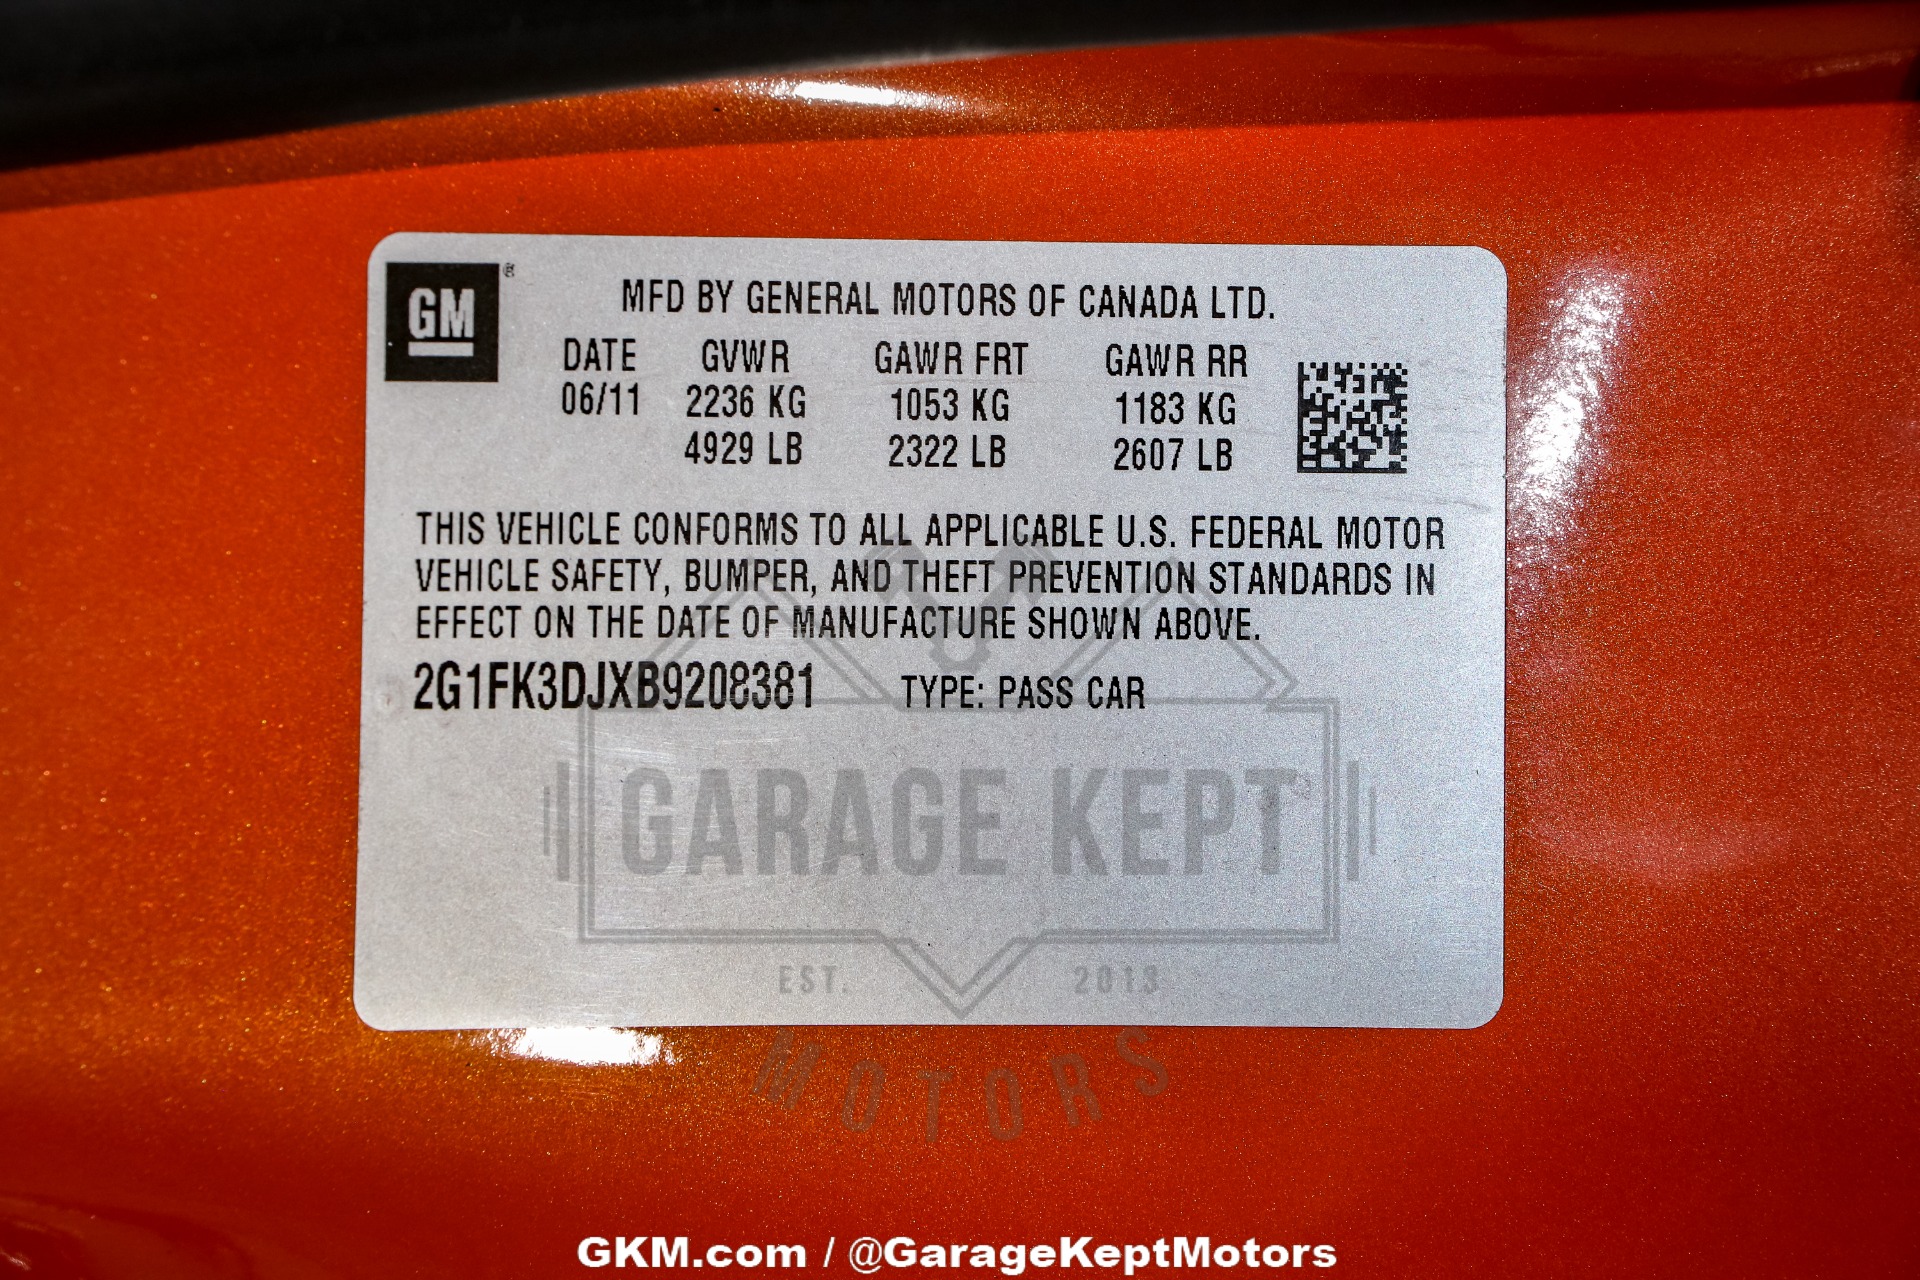 GM ®
MFD BY GENERAL MOTORS OF CANADA LTD.
DATE GVWR GAWR FRT GAWR RR
06/11 2236 KG 1053 KG 1183 KG
4929 LB 2322 LB 2607 LB
THIS VEHICLE CONFORMS TO ALL APPLICABLE U.S. FEDERAL MOTOR
VEHICLE SAFETY, BUMPER, AND THEFT PREVENTION STANDARDS IN
EFFECT ON THE DATE OF MANUFACTURE SHOWN ABOVE.
2G1FK3DJXB9208381 TYPE: PASS CAR
GARAGE KEPT
EST. 2013
MOTORS
GKM.com / @GarageKeptMotors